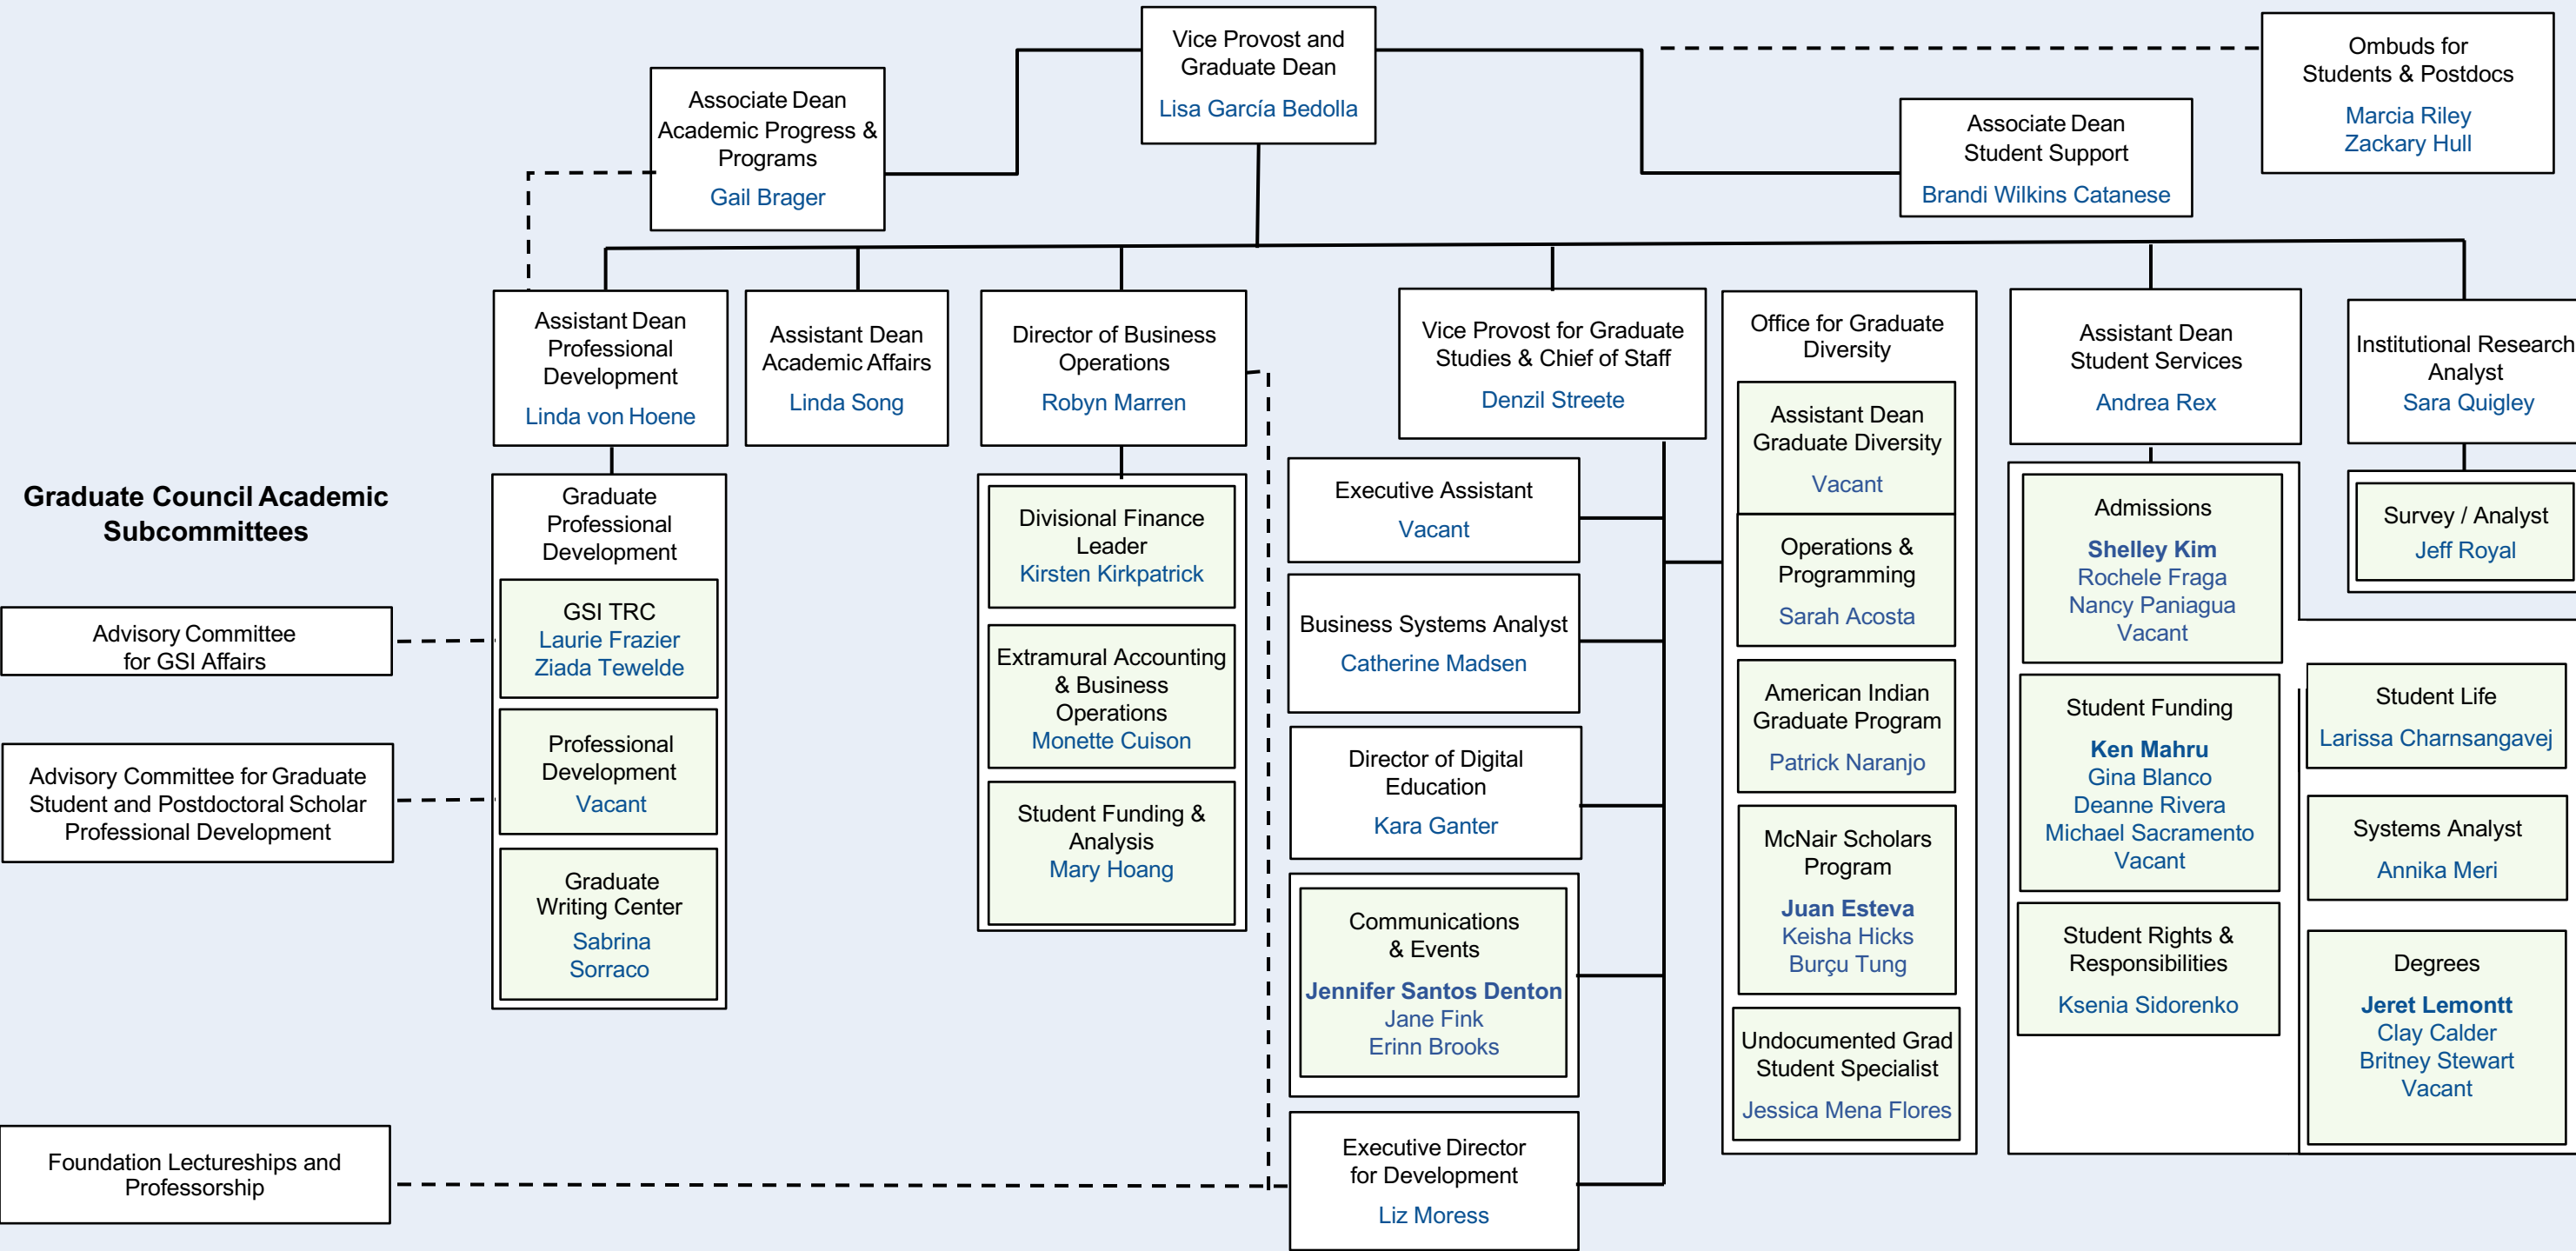 Vice Provost and
Graduate Dean
Lisa García Bedolla
Ombuds for
Students & Postdocs
Marcia Riley
Zackary Hull
Associate Dean
Academic Progress &
Programs
Gail Brager
Associate Dean
Student Support
Brandi Wilkins Catanese
Assistant Dean
Professional
Development
Linda von Hoene
Assistant Dean
Academic Affairs
Linda Song
Director of Business
Operations
Robyn Marren
Vice Provost for Graduate
Studies & Chief of Staff
Denzil Streete
Office for Graduate
Diversity
Assistant Dean
Graduate Diversity
Vacant
Operations &
Programming
Sarah Acosta
American Indian
Graduate Program
Patrick Naranjo
McNair Scholars
Program
Juan Esteva
Keisha Hicks
Burçu Tung
Undocumented Grad
Student Specialist
Jessica Mena Flores
Assistant Dean
Student Services
Andrea Rex
Institutional Research
Analyst
Sara Quigley
Graduate Council Academic
Subcommittees
Advisory Committee
for GSI Affairs
Advisory Committee for Graduate
Student and Postdoctoral Scholar
Professional Development
Foundation Lectureships and
Professorship
Graduate
Professional
Development
GSI TRC
Laurie Frazier
Ziada Tewelde
Professional
Development
Vacant
Graduate
Writing Center
Sabrina
Sorraco
Divisional Finance
Leader
Kirsten Kirkpatrick
Extramural Accounting
& Business
Operations
Monette Cuison
Student Funding &
Analysis
Mary Hoang
Executive Assistant
Vacant
Business Systems Analyst
Catherine Madsen
Director of Digital
Education
Kara Ganter
Communications
& Events
Jennifer Santos Denton
Jane Fink
Erinn Brooks
Executive Director
for Development
Liz Moress
Admissions
Shelley Kim
Rochele Fraga
Nancy Paniagua
Vacant
Student Funding
Ken Mahru
Gina Blanco
Deanne Rivera
Michael Sacramento
Vacant
Student Rights &
Responsibilities
Ksenia Sidorenko
Survey / Analyst
Jeff Royal
Student Life
Larissa Charnsangavej
Systems Analyst
Annika Meri
Degrees
Jeret Lemontt
Clay Calder
Britney Stewart
Vacant